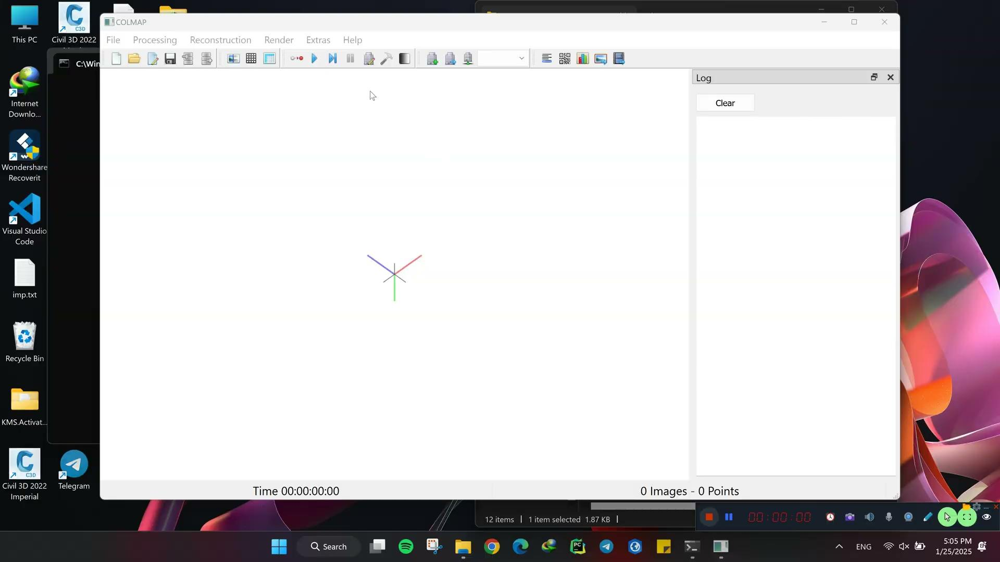 This PC
Civil 3D 2022
Internet
Downlo...
Wondershare
Recoverit
Visual Studio
Code
imp.txt
Recycle Bin
KMS.Activat...
Civil 3D 2022
Imperial
Telegram
C:\Win
COLMAP
File Processing Reconstruction Render Extras Help
Log
Clear
Time 00:00:00:00
0 Images - 0 Points
12 items | 1 item selected 1.87 KB |
00:00:00
Search
ENG
5:05 PM
1/25/2025